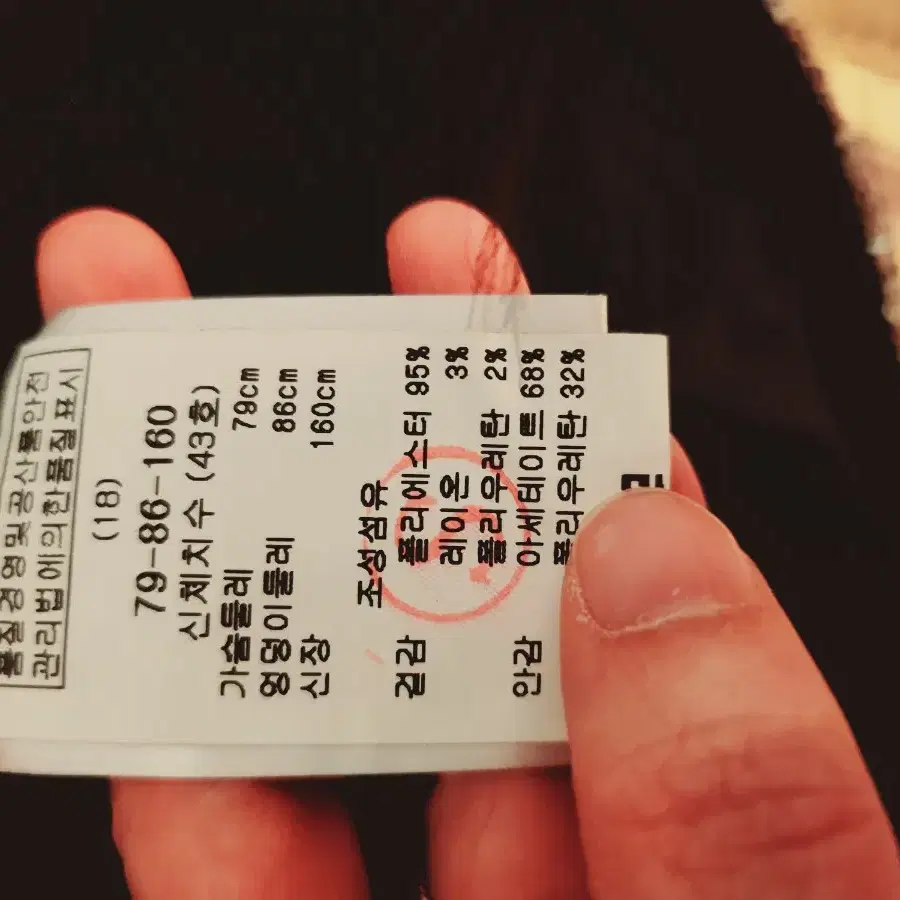 품질경영및공산품안전
관리법에의한품질표시
(18)
79-86-160
신체치수 (43호)
가슴둘레 79cm
엉덩이둘레 86cm
신장 160cm
조성섬유
겉감 폴리에스터 95%
레이온 3%
폴리우레탄 2%
안감 아세테이트 68%
폴리우레탄 32%